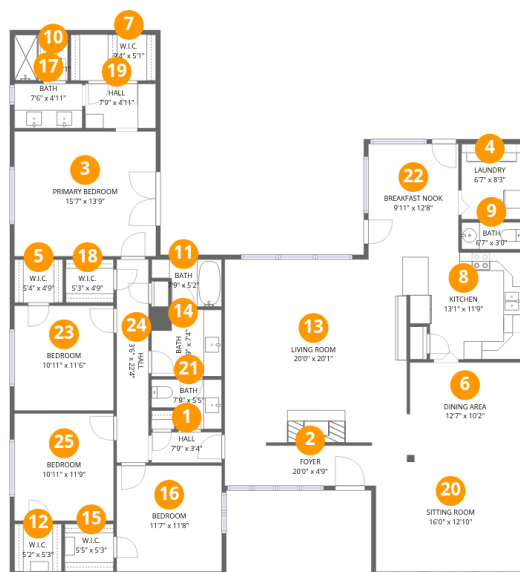 7
10
W.I.C.
9'4" x 5'1"
17
19
BATH
7'6" x 4'11"
HALL
7'9" x 4'11"
3
PRIMARY BEDROOM
15'7" x 13'9"
22
BREAKFAST NOOK
9'11" x 12'8"
4
LAUNDRY
6'7" x 8'3"
9
BATH
6'7" x 3'0"
5
W.I.C.
5'4" x 4'9"
18
W.I.C.
5'3" x 4'9"
11
BATH
7'9" x 5'2"
8
KITCHEN
13'1" x 11'9"
23
BEDROOM
10'11" x 11'6"
24
HALL
3'6" x 22'4"
14
BATH
13
LIVING ROOM
20'0" x 20'1"
21
BATH
7'9" x 5'5"
6
DINING AREA
12'7" x 10'2"
1
HALL
7'9" x 3'4"
2
FOYER
20'0" x 4'9"
25
BEDROOM
10'11" x 11'9"
16
BEDROOM
11'7" x 11'8"
20
SITTING ROOM
16'0" x 12'10"
12
W.I.C.
5'2" x 5'3"
15
W.I.C.
5'5" x 5'3"